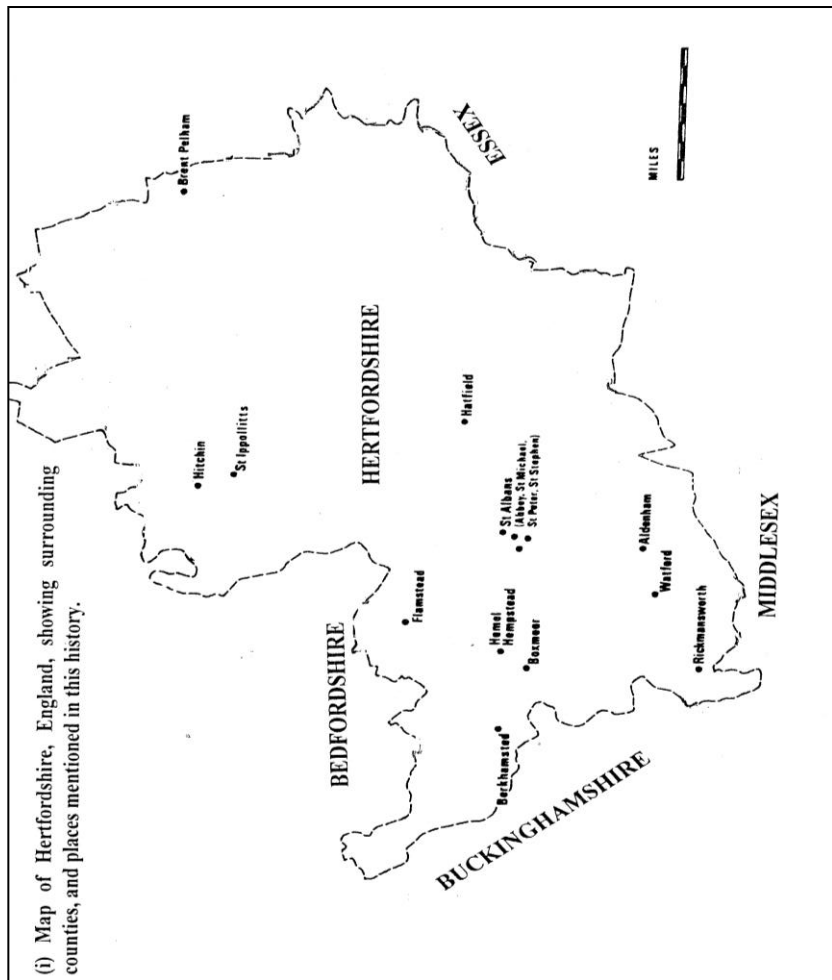 (i) Map of Hertfordshire, England, showing surrounding
counties, and places mentioned in this history.
Brent Pelham
ESSEX
MILES
Hitchin
St Ippollitts
HERTFORDSHIRE
Hatfield
St Albans
(Abbey, St Michael,
St Peter, St Stephen)
BEDFORDSHIRE
Flamstead
Hemel
Hempstead
Boxmoor
Berkhamsted
BUCKINGHAMSHIRE
Aldenham
Watford
Rickmansworth
MIDDLESEX